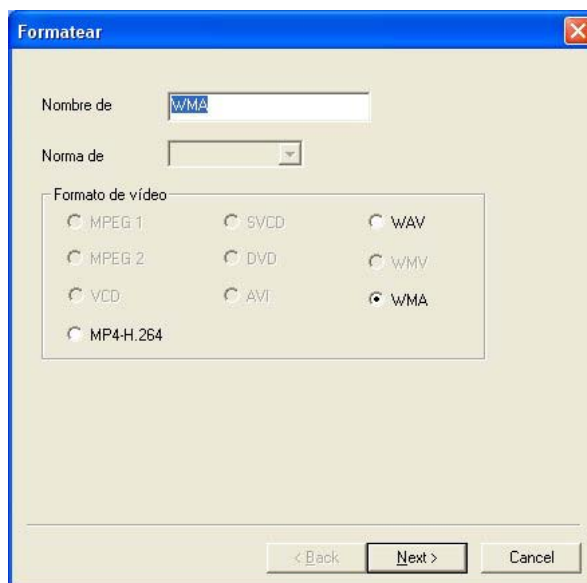 Formatear
Nombre de WMA
Norma de
Formato de vídeo
MPEG 1 SVCD WAV
MPEG 2 DVD WMV
VCD AVI WMA
MP4-H.264
< Back Next > Cancel